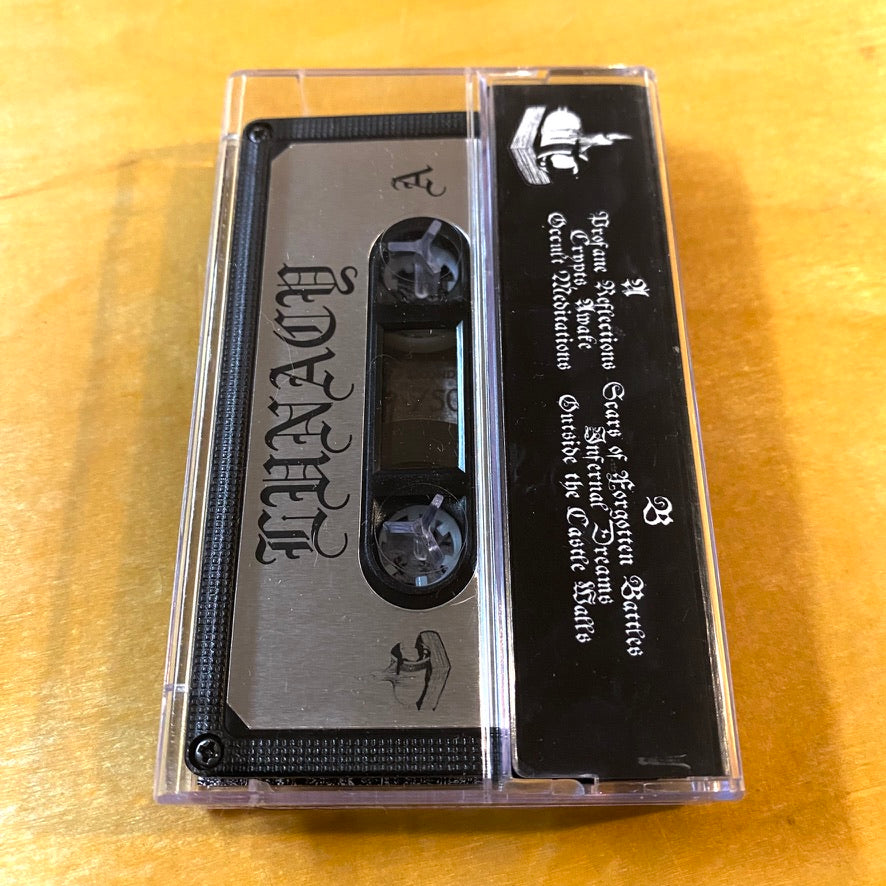 A
LUNACY
A
Profane Reflections
Crypts Awake
Occult Meditations
B
Scars of Forgotten Battles
Infernal Dreams
Outside the Castle Walls